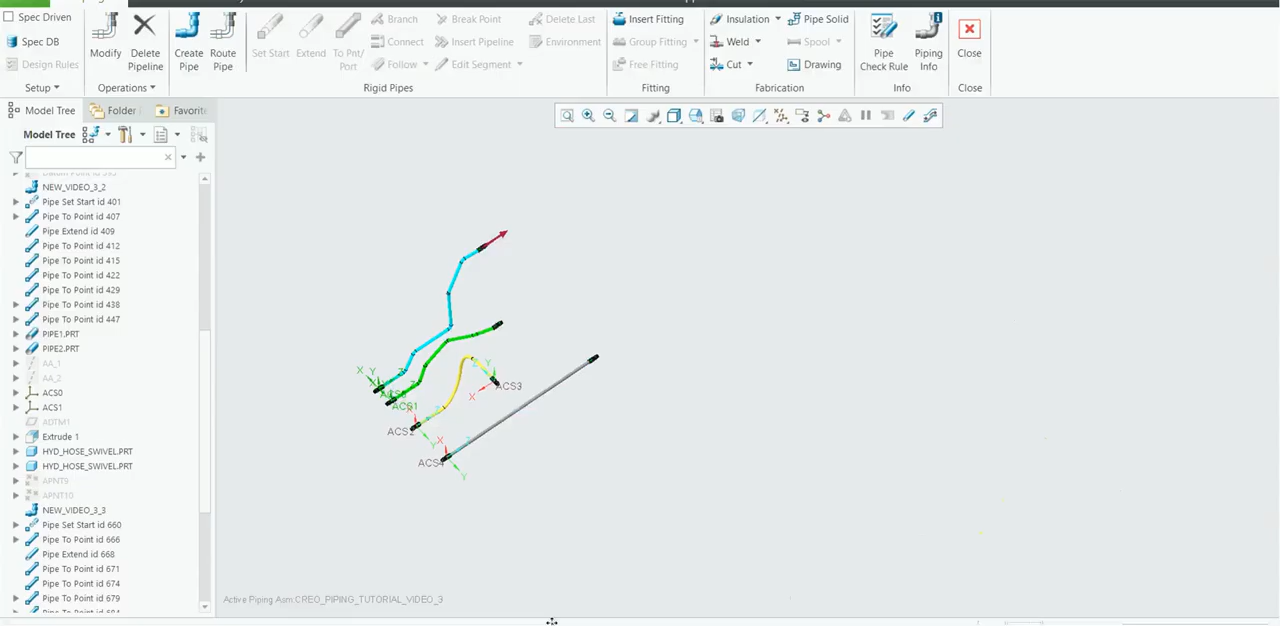 Spec Driven
Spec DB
Design Rules
Setup
Modify
Delete Pipeline
Operations
Create Pipe
Route Pipe
Set Start
Extend
To Pnt/ Port
Branch
Connect
Follow
Break Point
Insert Pipeline
Edit Segment
Delete Last
Environment
Rigid Pipes
Insert Fitting
Group Fitting
Free Fitting
Fitting
Insulation
Weld
Cut
Pipe Solid
Spool
Drawing
Fabrication
Pipe Check Rule
Piping Info
Info
Close
Close
Model Tree
Folder
Favorit
Model Tree
NEW_VIDEO_3_2
Pipe Set Start id 401
Pipe To Point id 407
Pipe Extend id 409
Pipe To Point id 412
Pipe To Point id 415
Pipe To Point id 422
Pipe To Point id 429
Pipe To Point id 438
Pipe To Point id 447
PIPE1.PRT
PIPE2.PRT
AA_1
AA_2
ACS0
ACS1
ADTM1
Extrude 1
HYD_HOSE_SWIVEL.PRT
HYD_HOSE_SWIVEL.PRT
APNT9
APNT10
NEW_VIDEO_3_3
Pipe Set Start id 660
Pipe To Point id 666
Pipe Extend id 668
Pipe To Point id 671
Pipe To Point id 674
Pipe To Point id 679
X Y
Y
ACS3
X
ACS1
ACS2
Y
X
ACS4
Y
Active Piping Asm:CREO_PIPING_TUTORIAL_VIDEO_3